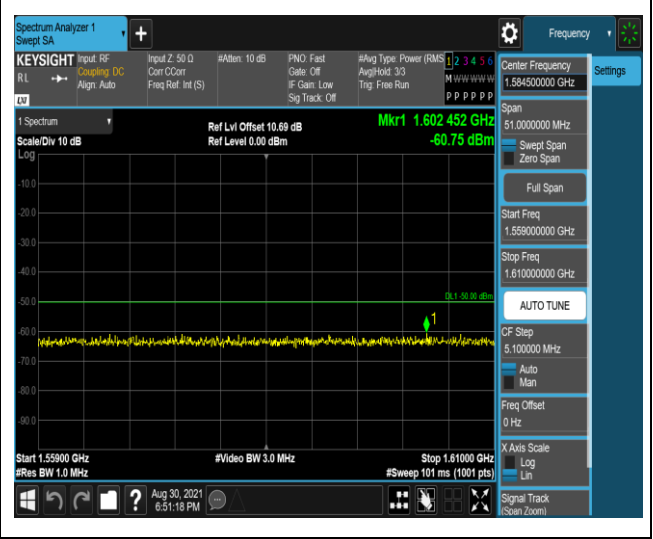 Spectrum Analyzer 1
Swept SA
Frequency
KEYSIGHT
RL
LXI
Input: RF
Coupling: DC
Align: Auto
Input Z: 50 Ω
Corr CCorr
Freq Ref: Int (S)
#Atten: 10 dB
PNO: Fast
Gate: Off
IF Gain: Low
Sig Track: Off
#Avg Type: Power (RMS
Avg|Hold: 3/3
Trig: Free Run
1 2 3 4 5 6
M W W W W W
P P P P P P
Center Frequency
1.584500000 GHz
Settings
Span
51.0000000 MHz
Swept Span
Zero Span
Full Span
Start Freq
1.559000000 GHz
Stop Freq
1.610000000 GHz
AUTO TUNE
CF Step
5.100000 MHz
Auto
Man
Freq Offset
0 Hz
X Axis Scale
Log
Lin
Signal Track
(Span Zoom)
1 Spectrum
Scale/Div 10 dB
Ref Lvl Offset 10.69 dB
Ref Level 0.00 dBm
Mkr1 1.602 452 GHz
-60.75 dBm
Log
-10.0
-20.0
-30.0
-40.0
-50.0
DL1 -50.00 dBm
1
-60.0
-70.0
-80.0
-90.0
Start 1.55900 GHz
#Res BW 1.0 MHz
#Video BW 3.0 MHz
Stop 1.61000 GHz
#Sweep 101 ms (1001 pts)
?
Aug 30, 2021
6:51:18 PM